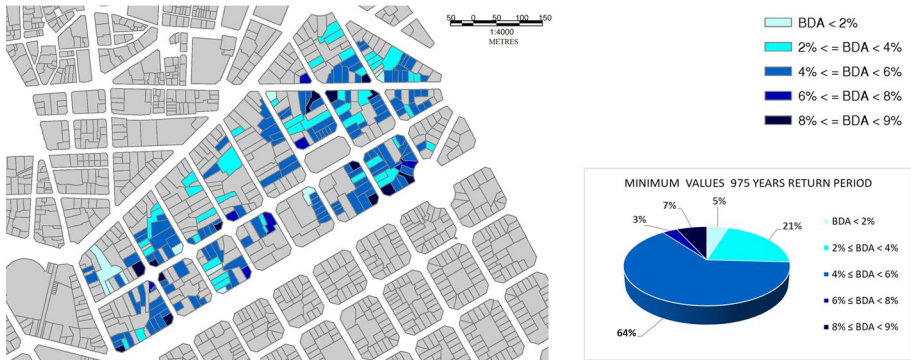 50 0 50 100 150
1:4000
METRES
BDA < 2%
2% < = BDA < 4%
4% < = BDA < 6%
6% < = BDA < 8%
8% < = BDA < 9%
MINIMUM VALUES 975 YEARS RETURN PERIOD
5%
7%
3%
21%
64%
BDA < 2%
2% ≤ BDA < 4%
4% ≤ BDA < 6%
6% ≤ BDA < 8%
8% ≤ BDA < 9%